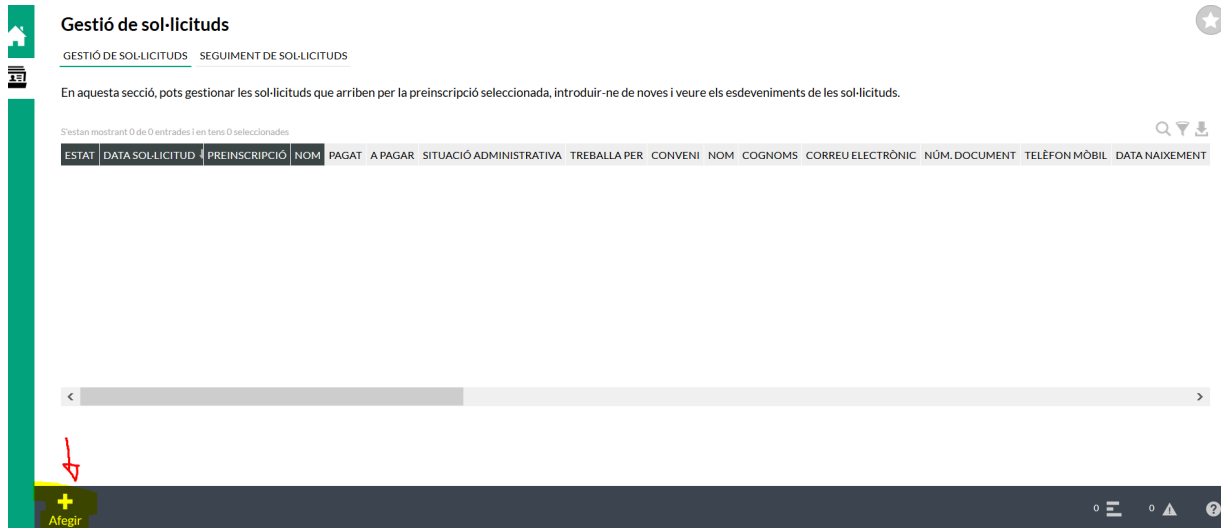 Gestió de sol·licituds
GESTIÓ DE SOL·LICITUDS SEGUIMENT DE SOL·LICITUDS
En aquesta secció, pots gestionar les sol·licituds que arriben per la preinscripció seleccionada, introduir-ne de noves i veure els esdeveniments de les sol·licituds.
S'estan mostrant 0 de 0 entrades i en tens 0 seleccionades
ESTAT DATA SOL·LICITUD PREINSCRIPCIÓ NOM PAGAT A PAGAR SITUACIÓ ADMINISTRATIVA TREBALLA PER CONVENI NOM COGNOMS CORREU ELECTRÒNIC NÚM. DOCUMENT TELÈFON MÒBIL DATA NAIXEMENT
Afegir
0 0 ?